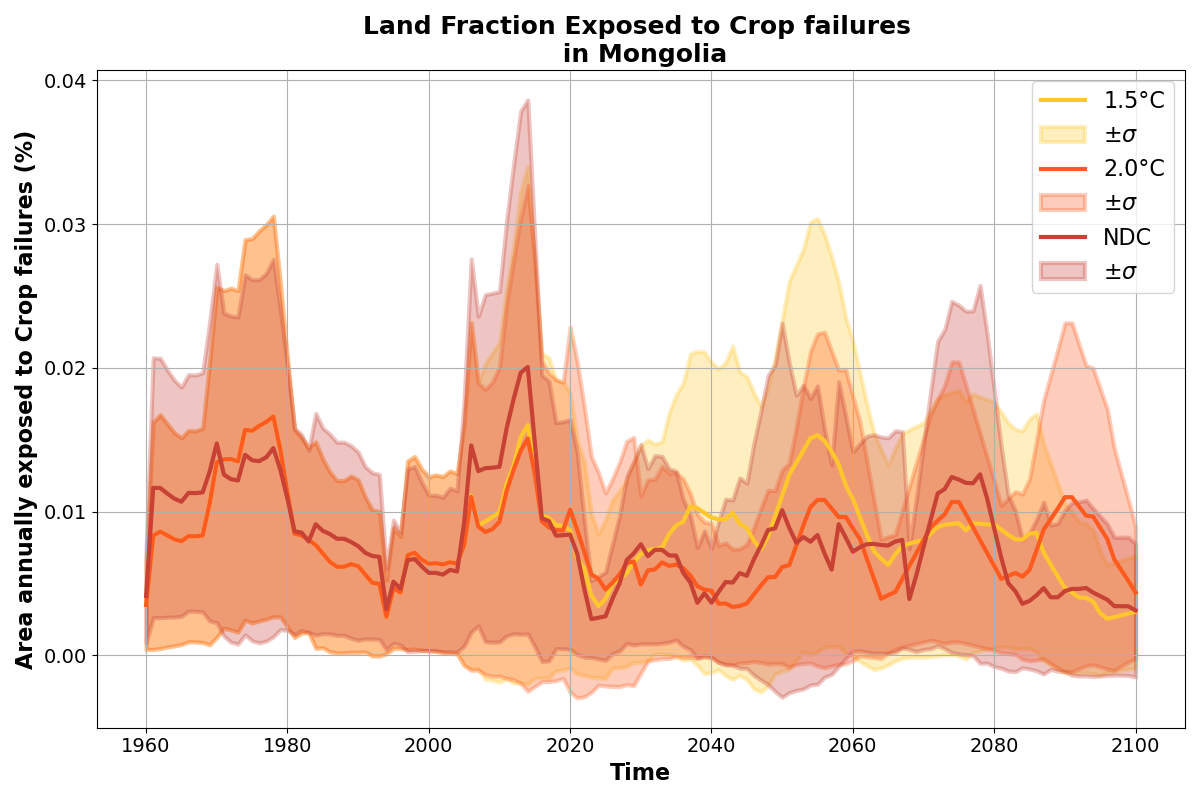 Land Fraction Exposed to Crop failures
in Mongolia
Area annually exposed to Crop failures (%)
0.04
0.03
0.02
0.01
0.00
1960 1980 2000 2020 2040 2060 2080 2100
Time
1.5°C
±σ
2.0°C
±σ
NDC
±σ